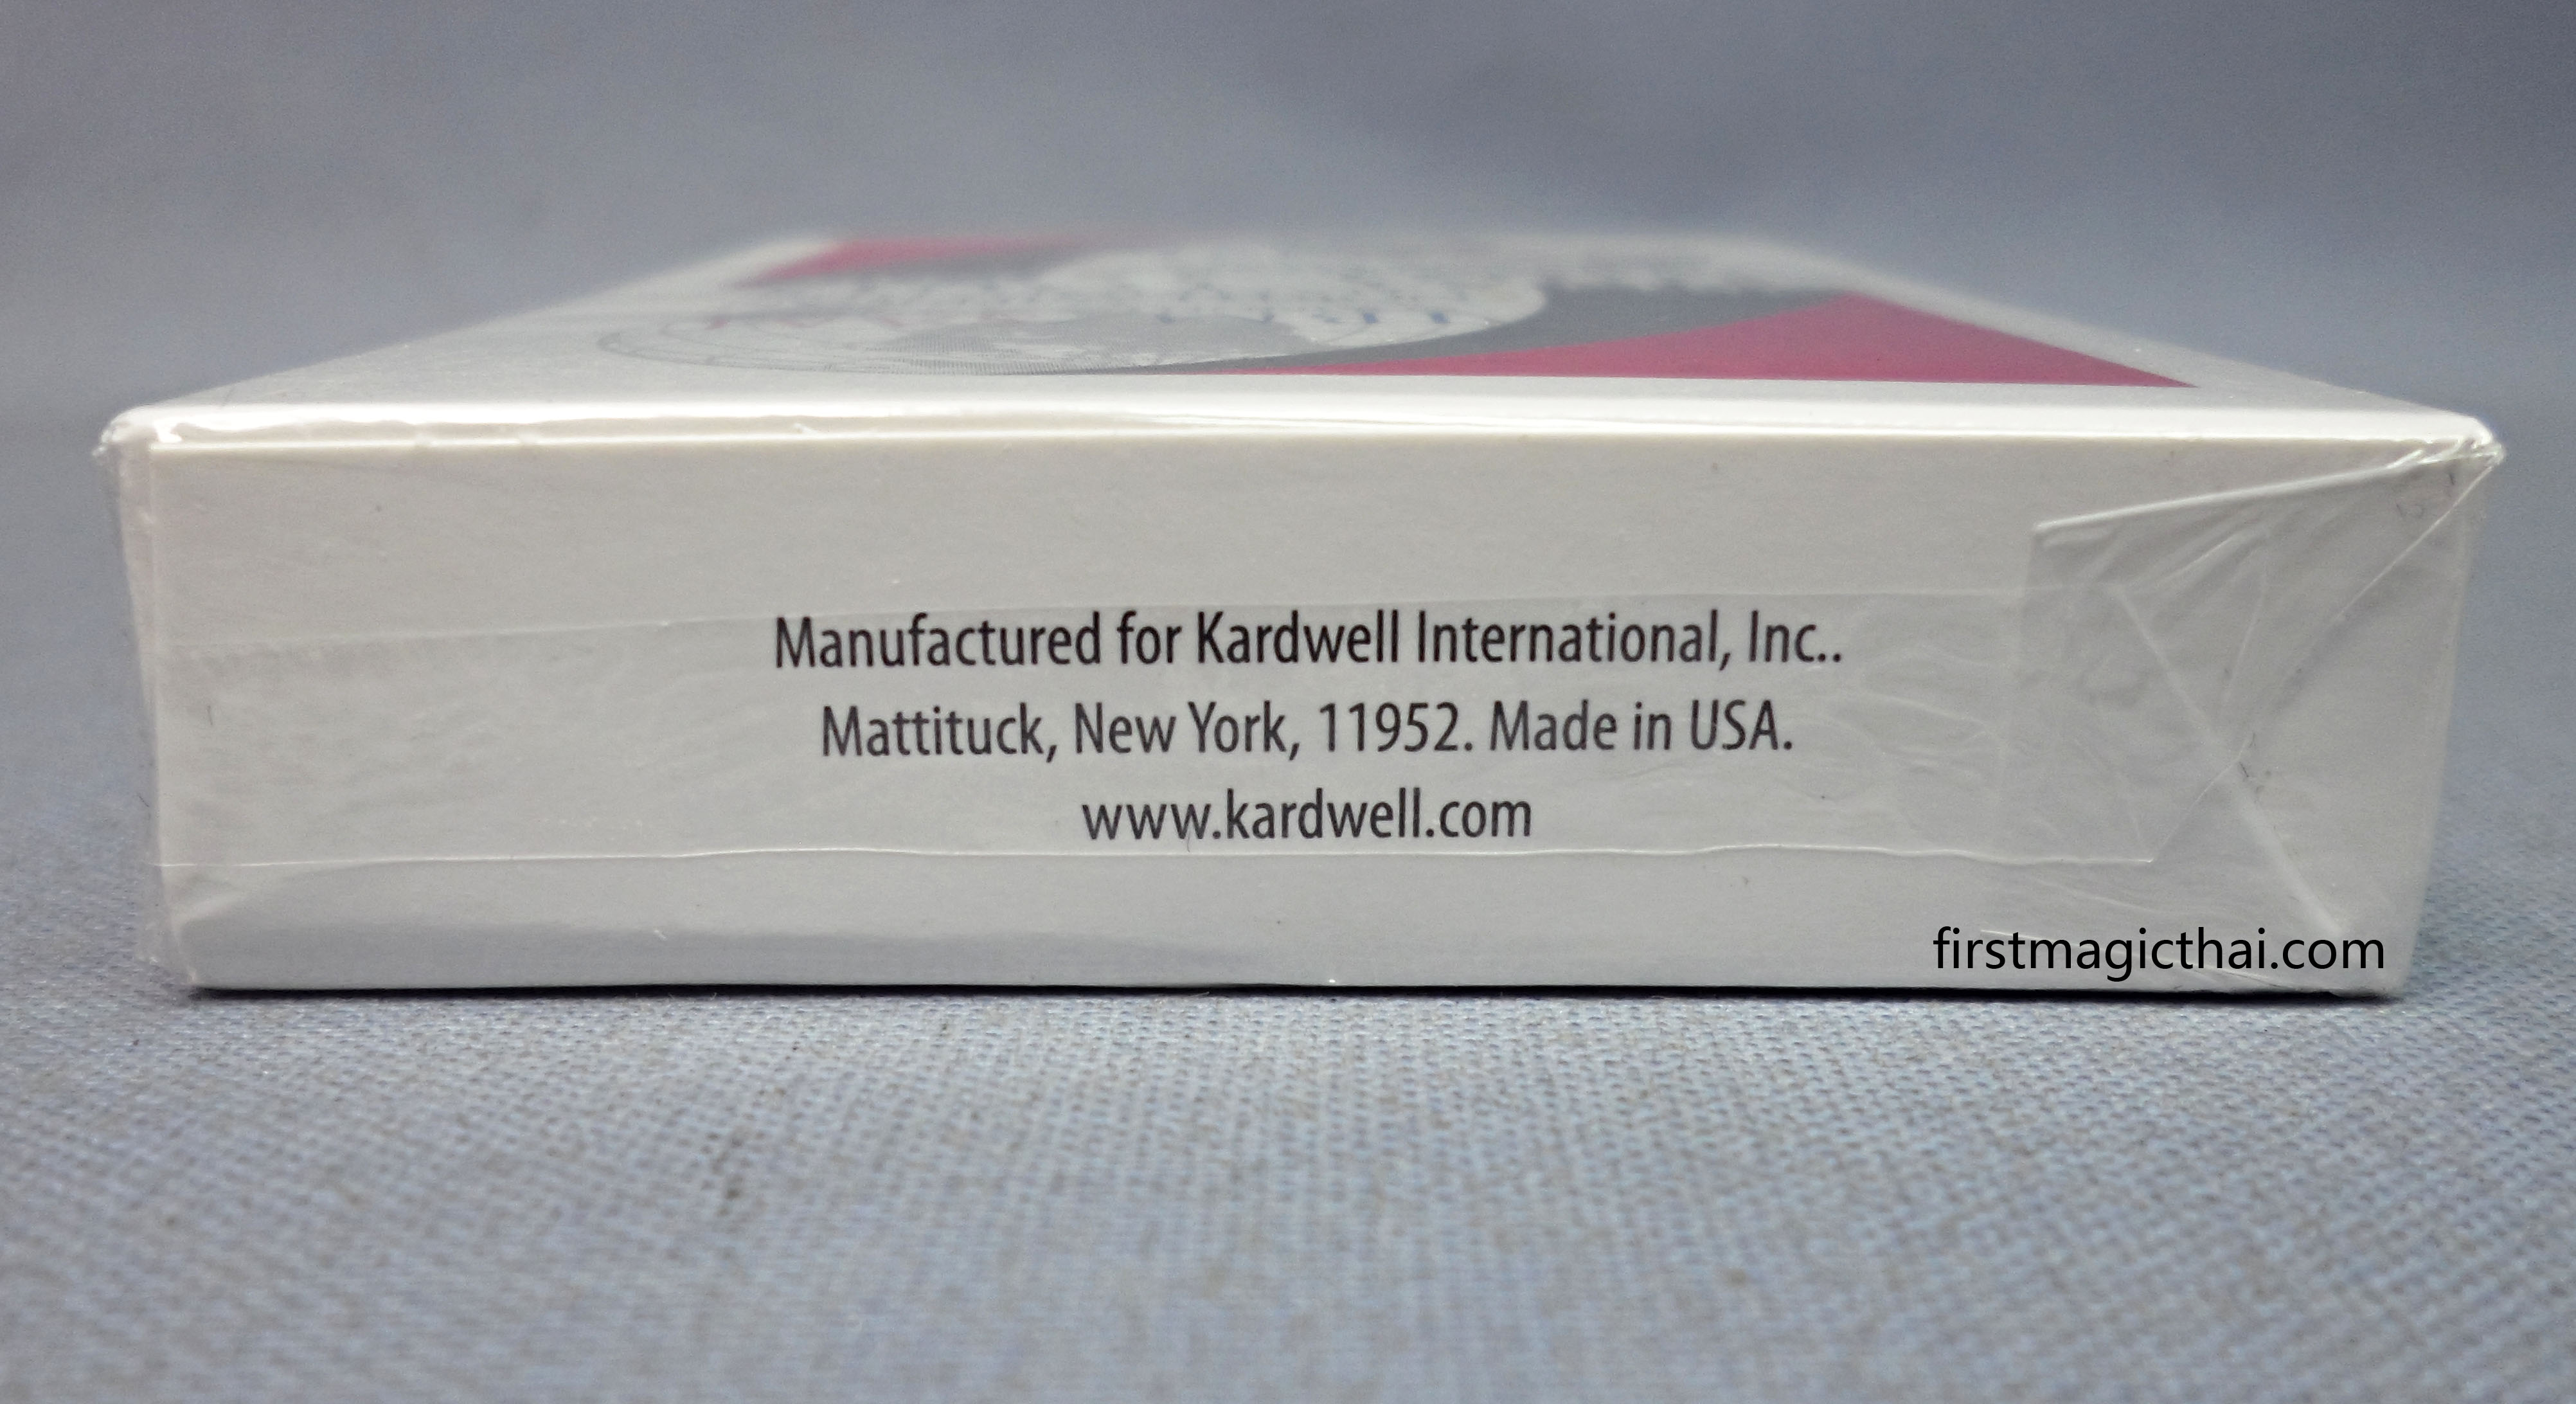 Manufactured for Kardwell International, Inc..
Mattituck, New York, 11952. Made in USA.
www.kardwell.com
firstmagicthai.com